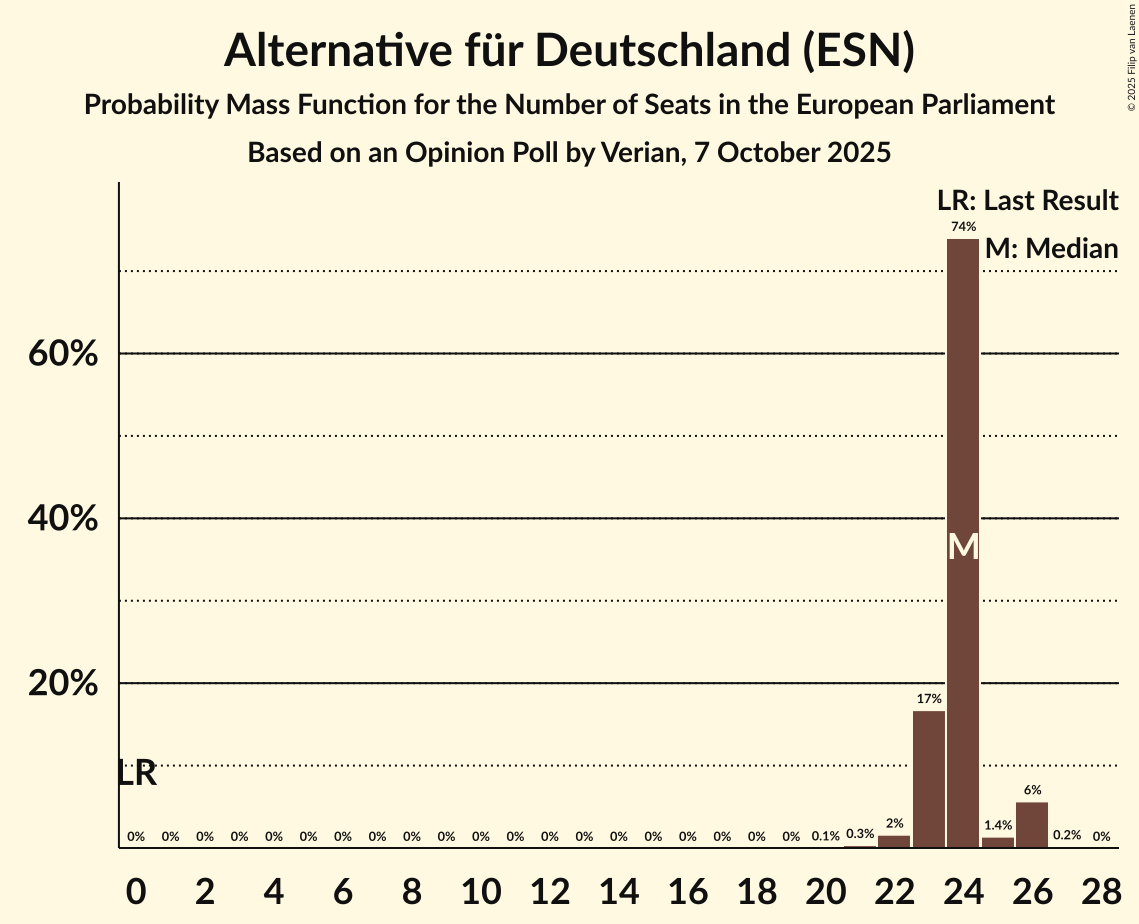 Alternative für Deutschland (ESN)
Probability Mass Function for the Number of Seats in the European Parliament
Based on an Opinion Poll by Verian, 7 October 2025
© 2025 Filip van Laenen
LR: Last Result
M: Median
60%
40%
20%
LR
M
0% 0% 0% 0% 0% 0% 0% 0% 0% 0% 0% 0% 0% 0% 0% 0% 0% 0% 0% 0% 0.1% 0.3% 2% 17% 74% 1.4% 6% 0.2% 0%
0 2 4 6 8 10 12 14 16 18 20 22 24 26 28